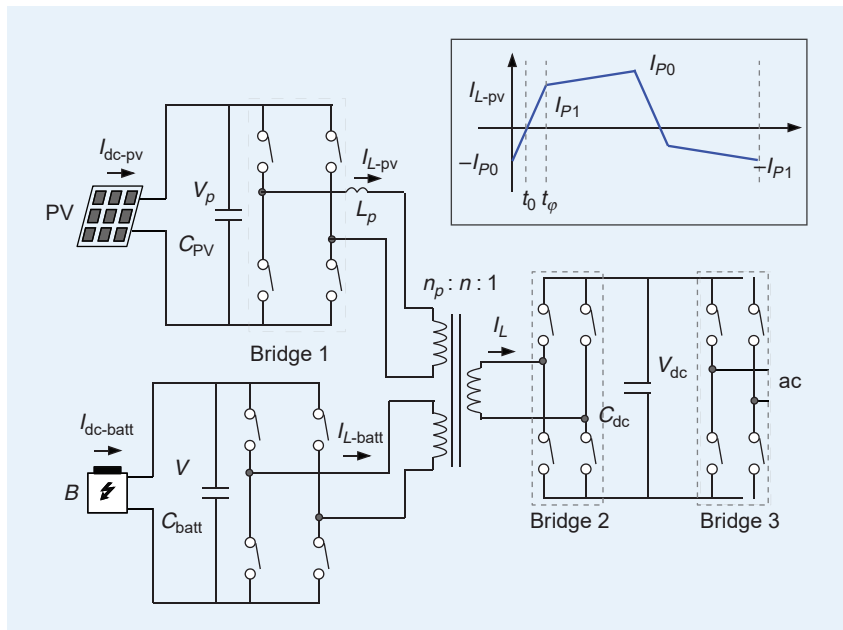 I_dc-pv
PV
V_p
C_PV
I_L-pv
L_p
Bridge 1
I_L-pv
I_P0
I_P1
–I_P0
–I_P1
t_0 t_φ
n_p : n : 1
I_L
V_dc
C_dc
ac
Bridge 2
Bridge 3
I_dc-batt
B
V
C_batt
I_L-batt